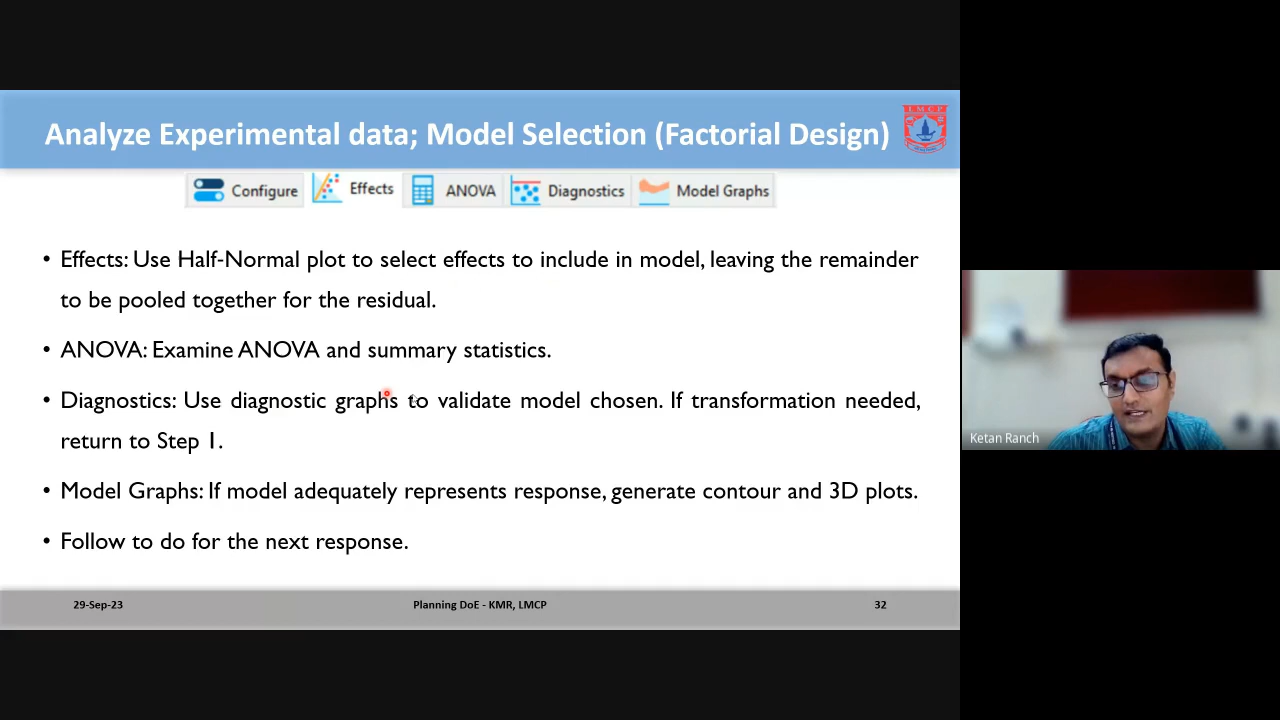 Analyze Experimental data; Model Selection (Factorial Design)
LMCP
Configure Effects ANOVA Diagnostics Model Graphs
• Effects: Use Half-Normal plot to select effects to include in model, leaving the remainder
to be pooled together for the residual.
• ANOVA: Examine ANOVA and summary statistics.
• Diagnostics: Use diagnostic graphs to validate model chosen. If transformation needed,
return to Step 1.
• Model Graphs: If model adequately represents response, generate contour and 3D plots.
• Follow to do for the next response.
29-Sep-23 Planning DoE - KMR, LMCP 32
Ketan Ranch